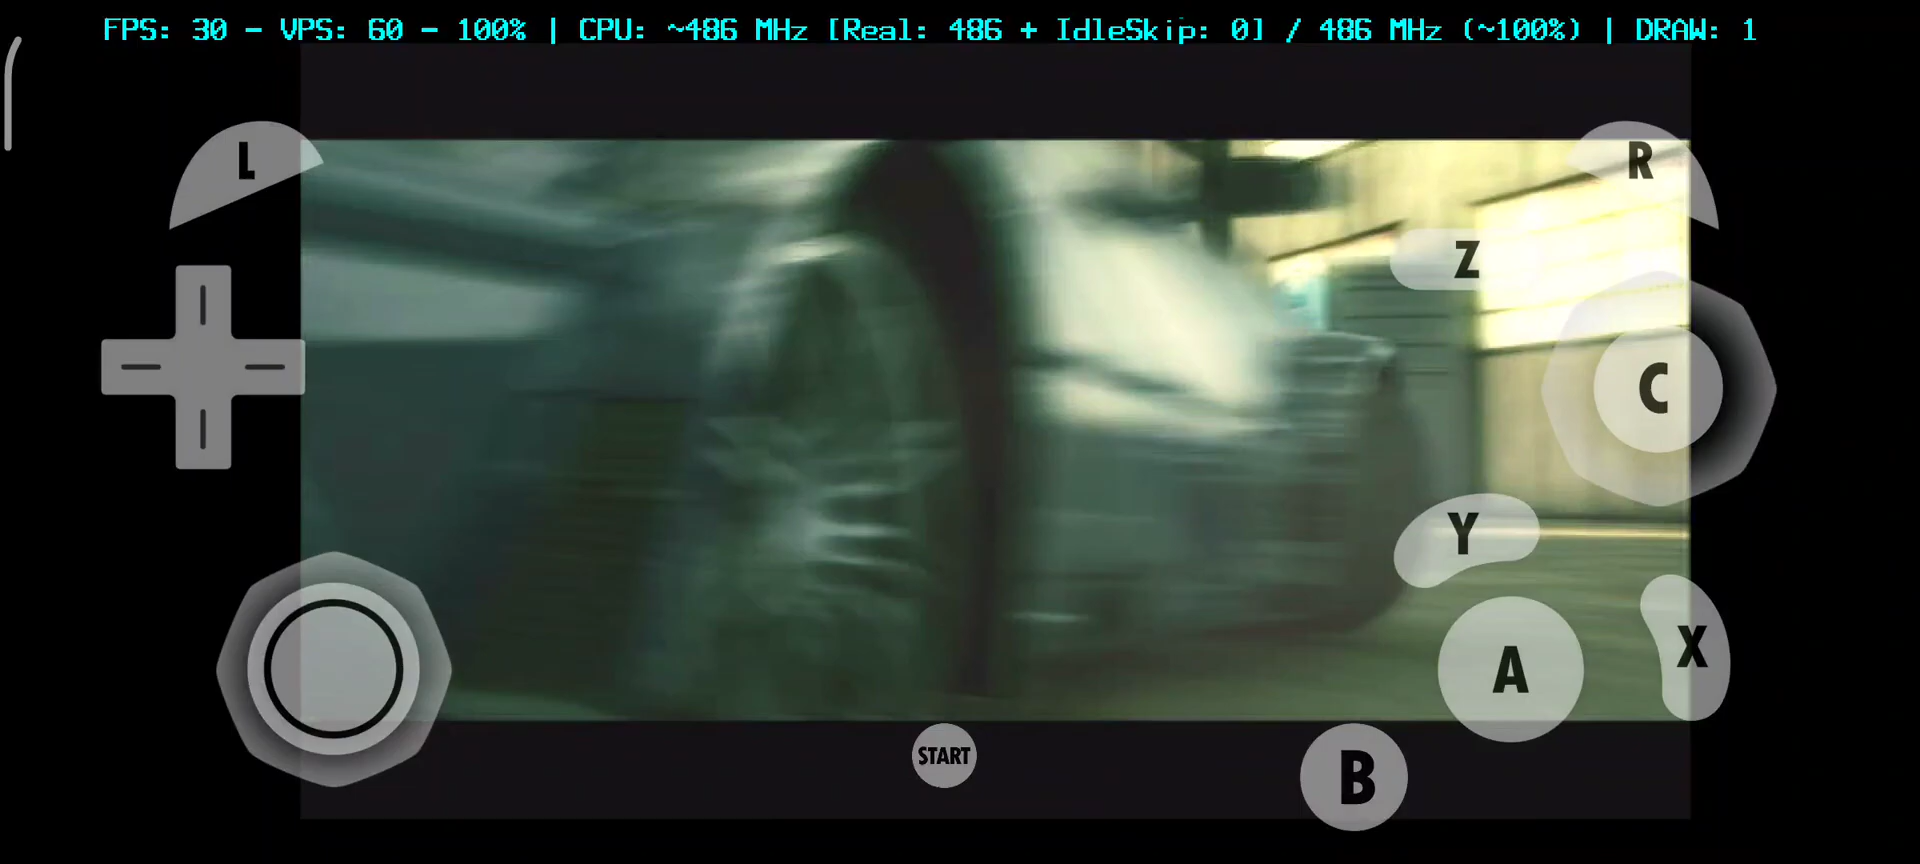 FPS: 30 - VPS: 60 - 100% | CPU: ~486 MHz [Real: 486 + IdleSkip: 0] / 486 MHz (~100%) | DRAW: 1
L
R
Z
C
Y
A
X
START
B